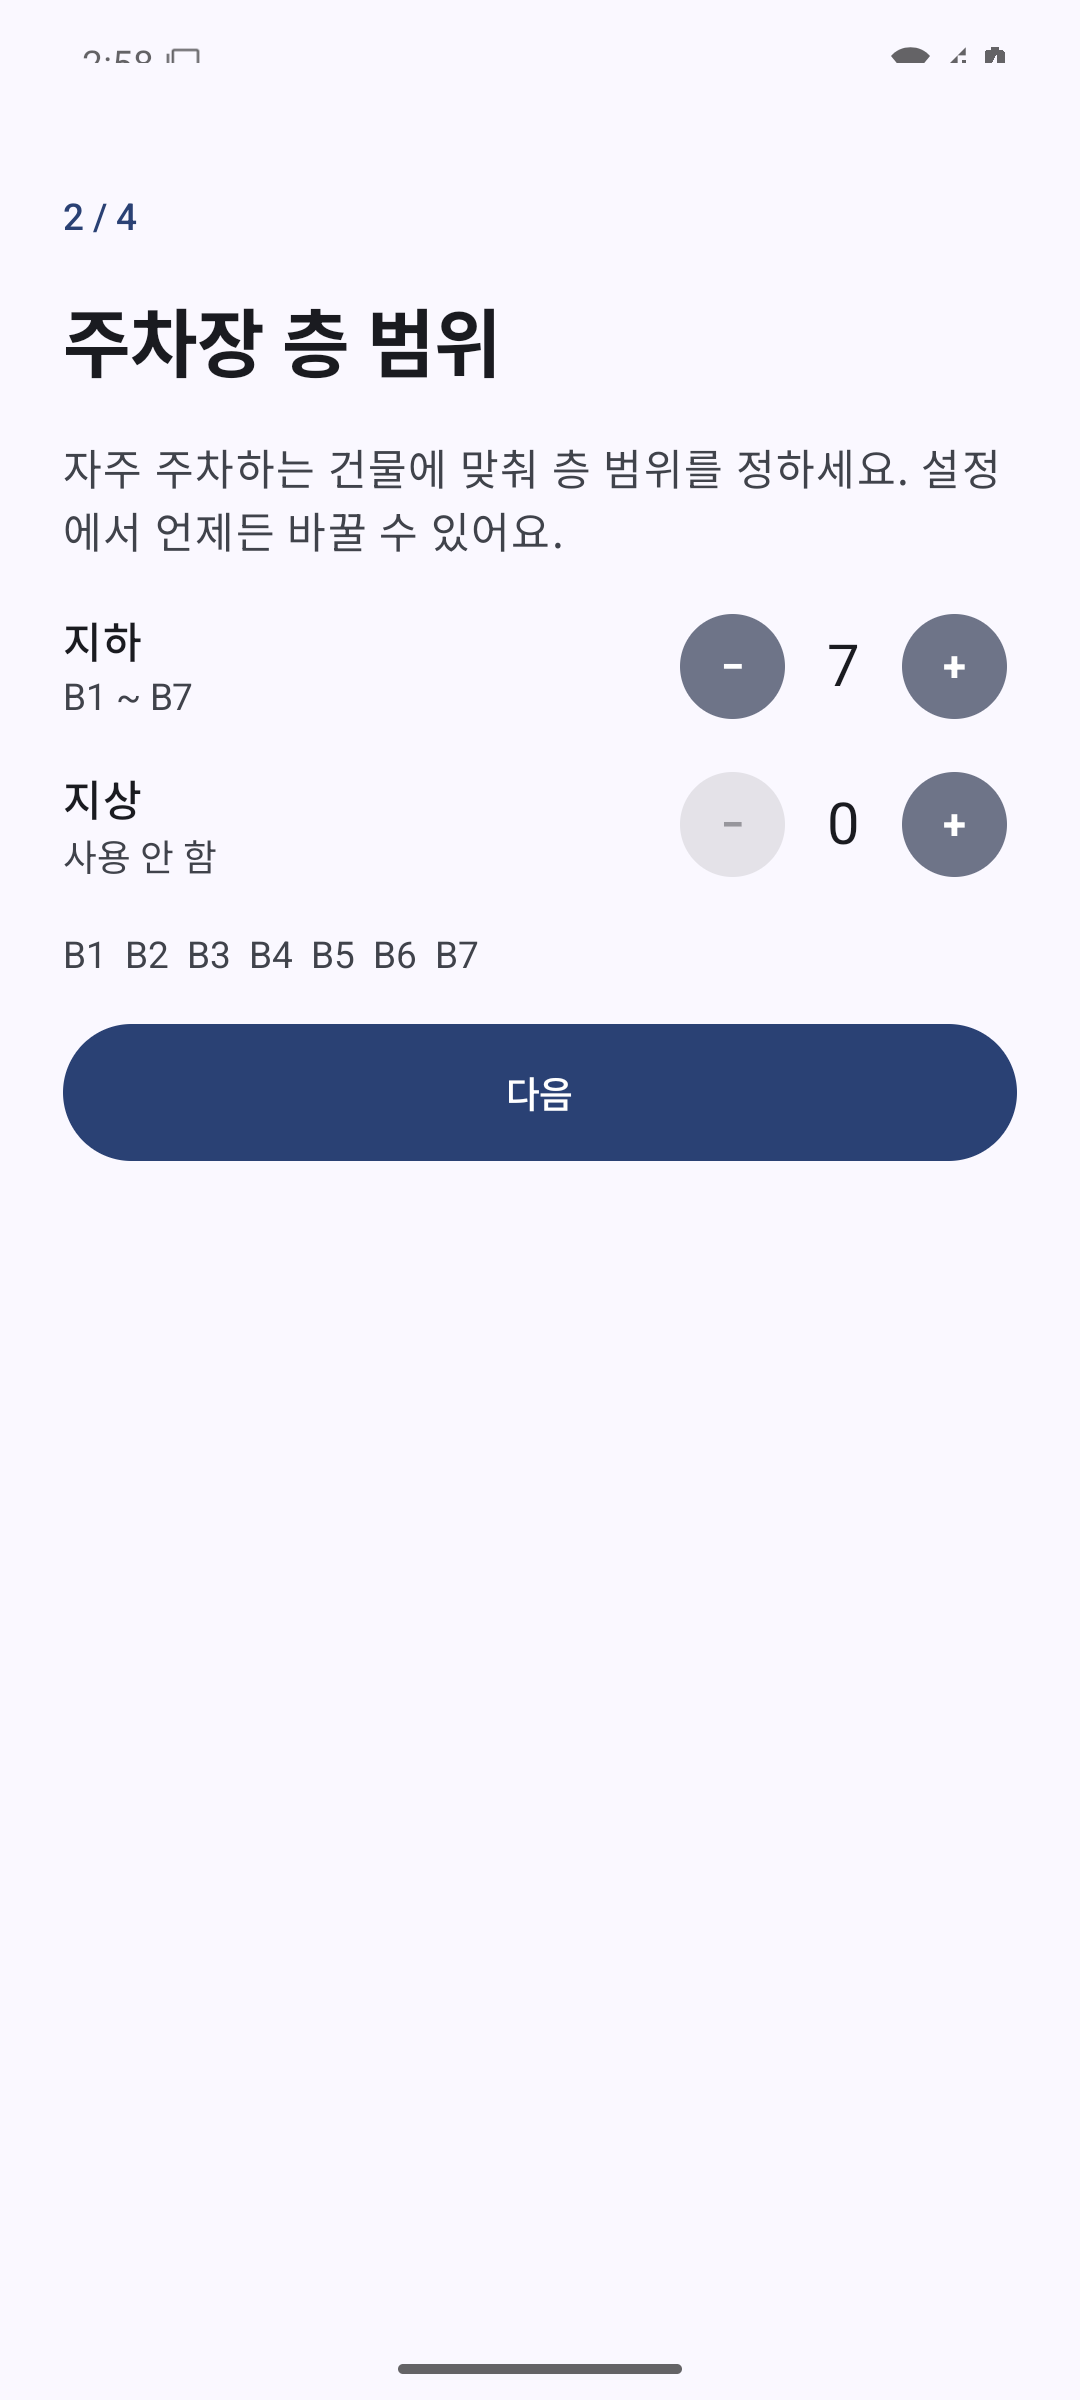 2:58
2 / 4
주차장 층 범위
자주 주차하는 건물에 맞춰 층 범위를 정하세요. 설정
에서 언제든 바꿀 수 있어요.
지하
B1 ~ B7
− 7 +
지상
사용 안 함
− 0 +
B1 B2 B3 B4 B5 B6 B7
다음